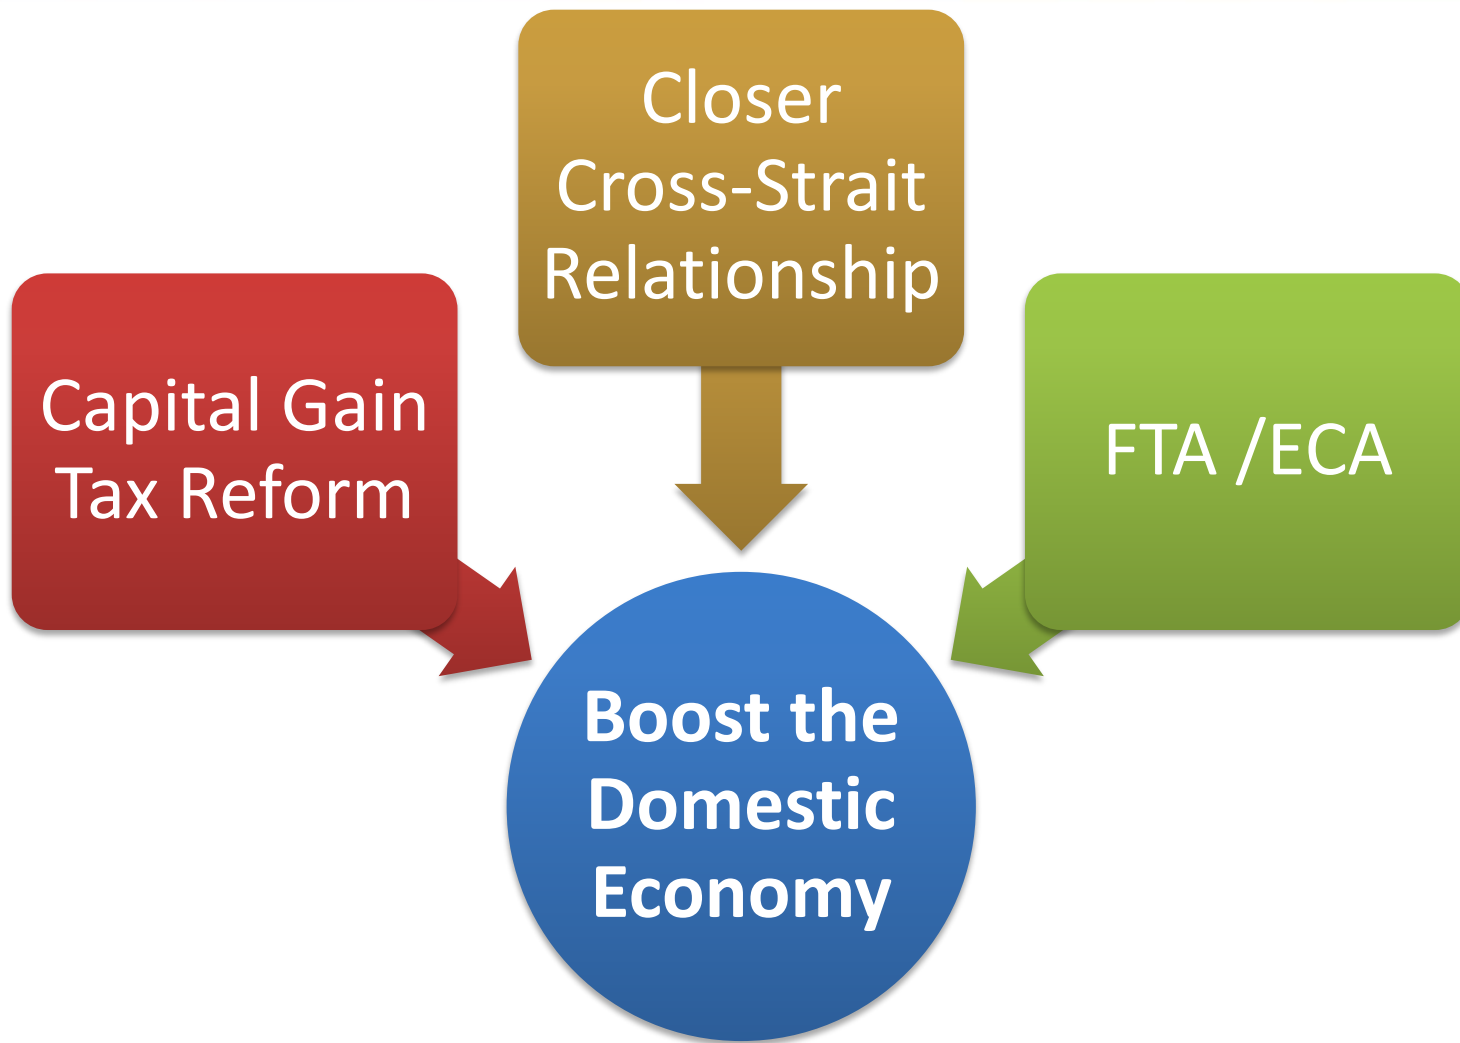 Closer
Cross-Strait
Relationship
Capital Gain
Tax Reform
FTA /ECA
Boost the
Domestic
Economy